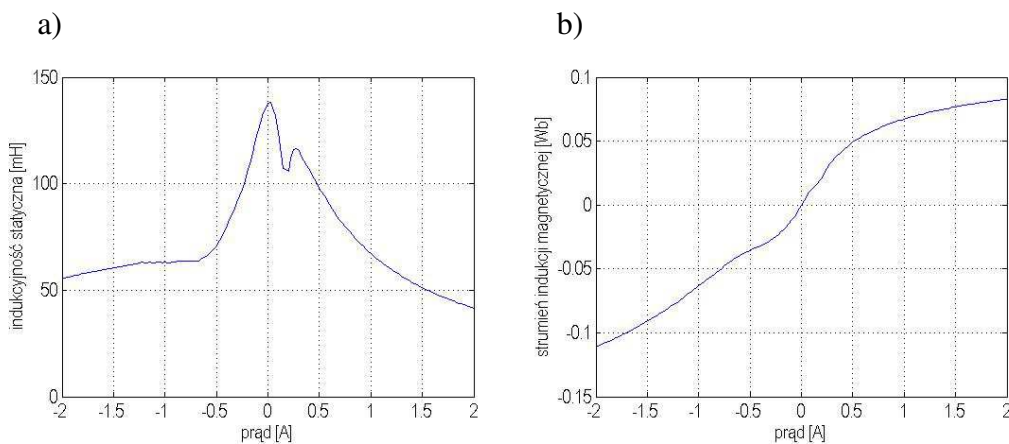 a)
150
100
50
0
-2 -1.5 -1 -0.5 0 0.5 1 1.5 2
prąd [A]
indukcyjność statyczna [mH]
b)
0.1
0.05
0
-0.05
-0.1
-0.15
-2 -1.5 -1 -0.5 0 0.5 1 1.5 2
prąd [A]
strumień indukcji magnetycznej [Wb]